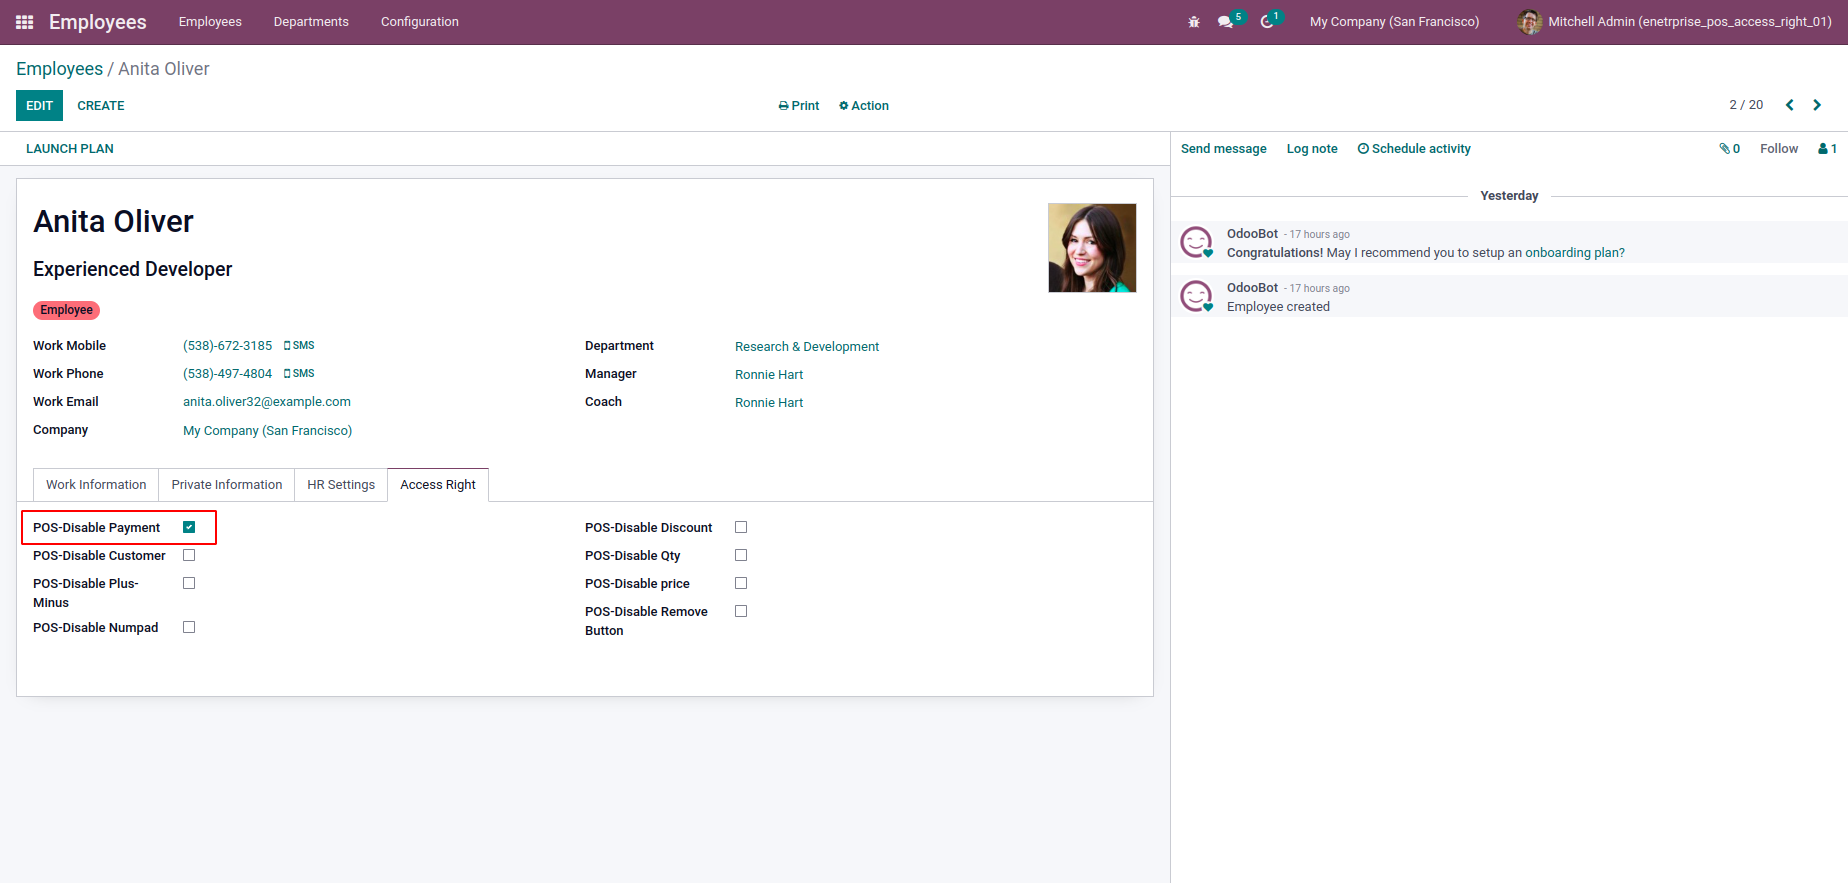 Employees Employees Departments Configuration 5 1 My Company (San Francisco) Mitchell Admin (enetrprise_pos_access_right_01)
Employees / Anita Oliver
EDIT CREATE Print Action 2 / 20
LAUNCH PLAN
Anita Oliver
Experienced Developer
Employee
Work Mobile (538)-672-3185 SMS
Work Phone (538)-497-4804 SMS
Work Email anita.oliver32@example.com
Company My Company (San Francisco)
Department Research & Development
Manager Ronnie Hart
Coach Ronnie Hart
Work Information Private Information HR Settings Access Right
POS-Disable Payment
POS-Disable Customer
POS-Disable Plus-
Minus
POS-Disable Numpad
POS-Disable Discount
POS-Disable Qty
POS-Disable price
POS-Disable Remove
Button
Send message Log note Schedule activity 0 Follow 1
Yesterday
OdooBot - 17 hours ago
Congratulations! May I recommend you to setup an onboarding plan?
OdooBot - 17 hours ago
Employee created